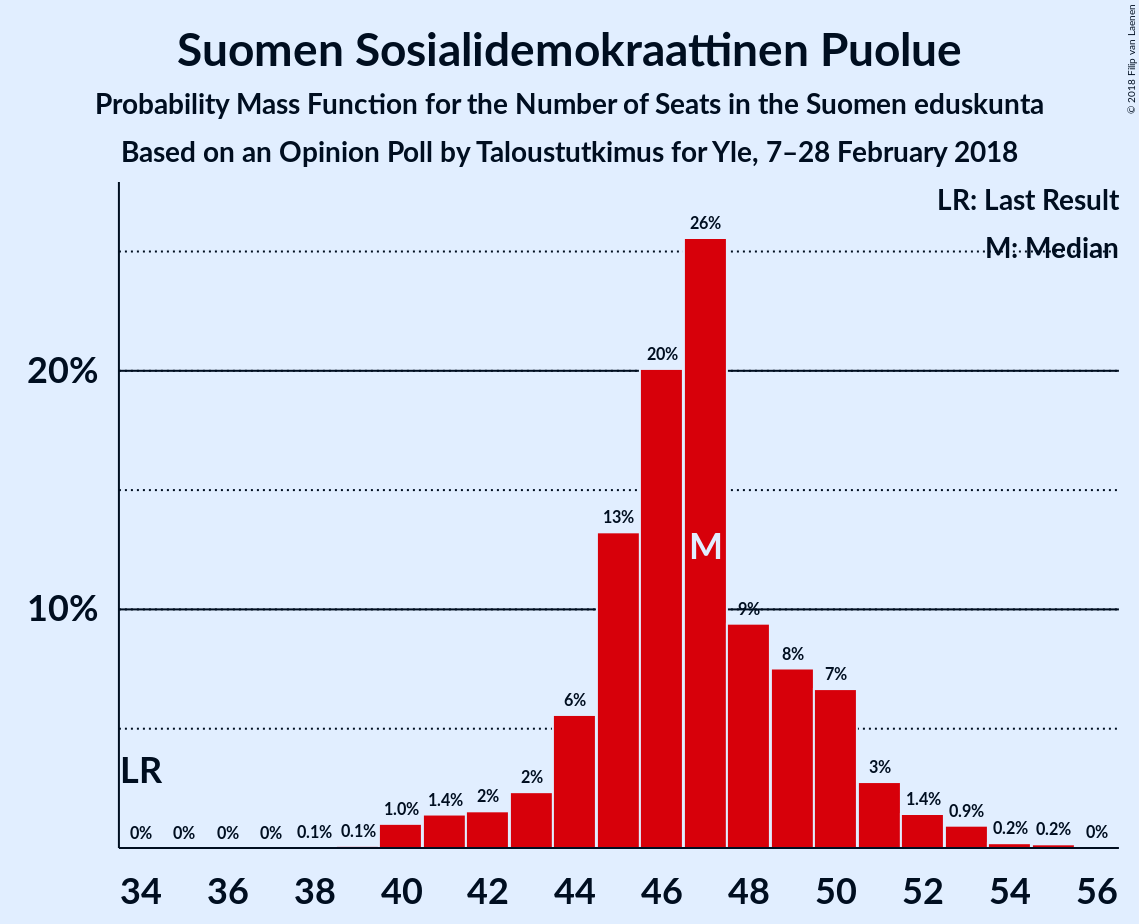 Suomen Sosialidemokraattinen Puolue
Probability Mass Function for the Number of Seats in the Suomen eduskunta
Based on an Opinion Poll by Taloustutkimus for Yle, 7–28 February 2018
© 2018 Filip van Laenen
LR: Last Result
M: Median
20%
10%
LR
M
0% 0% 0% 0% 0.1% 0.1% 1.0% 1.4% 2% 2% 6% 13% 20% 26% 9% 8% 7% 3% 1.4% 0.9% 0.2% 0.2% 0%
34 36 38 40 42 44 46 48 50 52 54 56